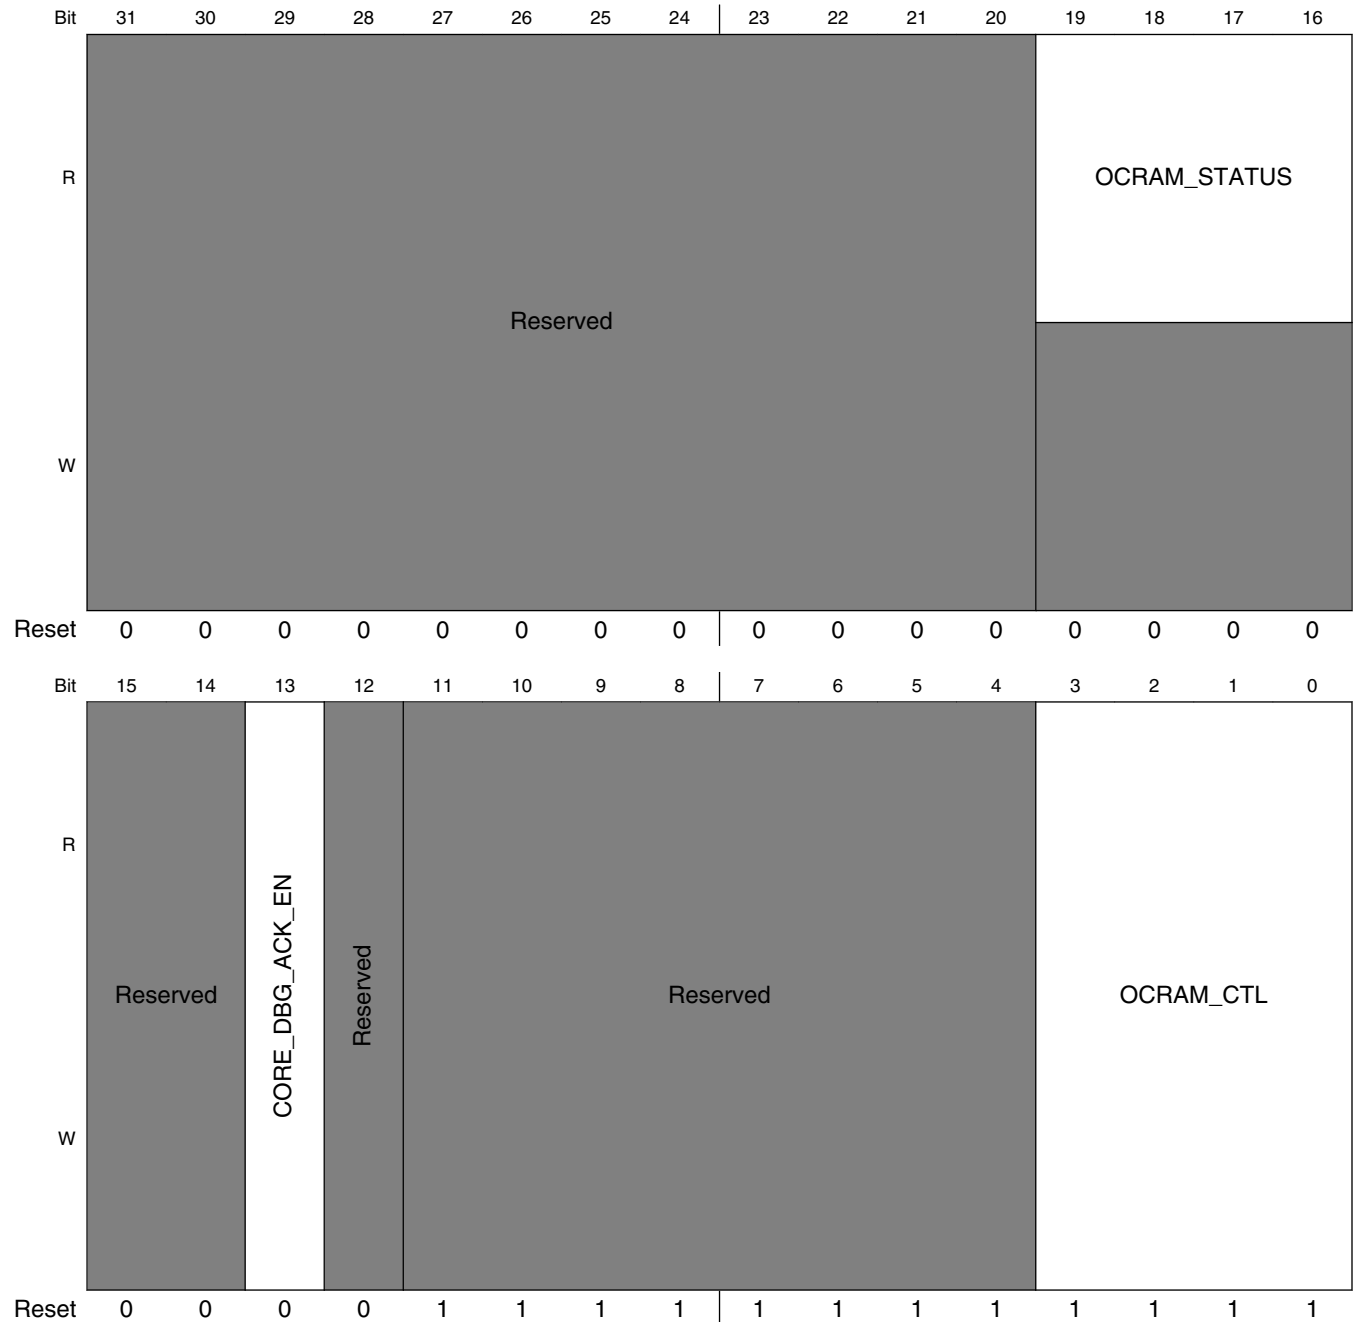 Bit 31 30 29 28 27 26 25 24 23 22 21 20 19 18 17 16
R OCRAM_STATUS
Reserved
W
Reset 0 0 0 0 0 0 0 0 0 0 0 0 0 0 0 0
Bit 15 14 13 12 11 10 9 8 7 6 5 4 3 2 1 0
R
Reserved CORE_DBG_ACK_EN Reserved Reserved OCRAM_CTL
W
Reset 0 0 0 0 1 1 1 1 1 1 1 1 1 1 1 1